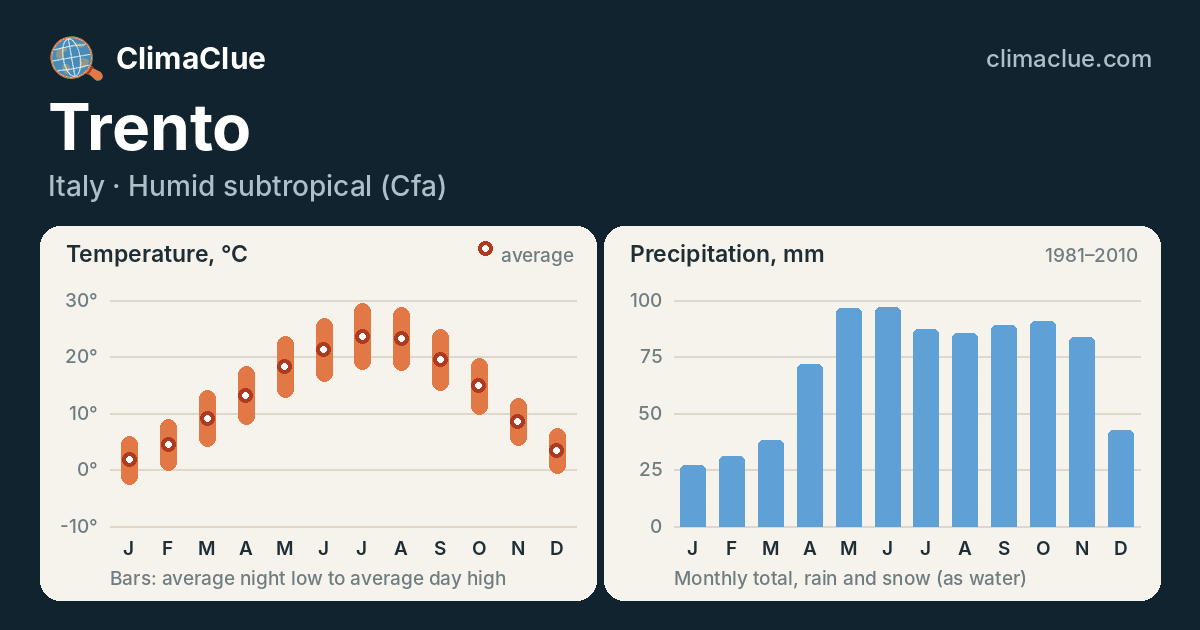 ClimaClue
climaclue.com
Trento
Italy · Humid subtropical (Cfa)
Temperature, °C
average
30°
20°
10°
0°
-10°
J F M A M J J A S O N D
Bars: average night low to average day high
Precipitation, mm
1981–2010
100
75
50
25
0
J F M A M J J A S O N D
Monthly total, rain and snow (as water)